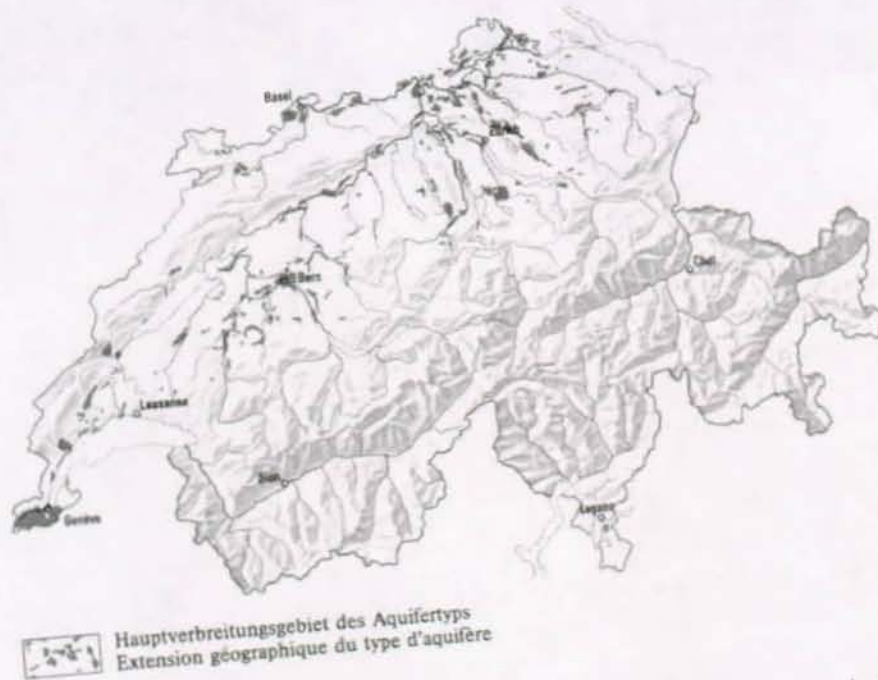 Basel
Zürich
Bern
Chur
Lausanne
Sion
Genève
Lugano
Hauptverbreitungsgebiet des Aquifertyps
Extension géographique du type d'aquifère